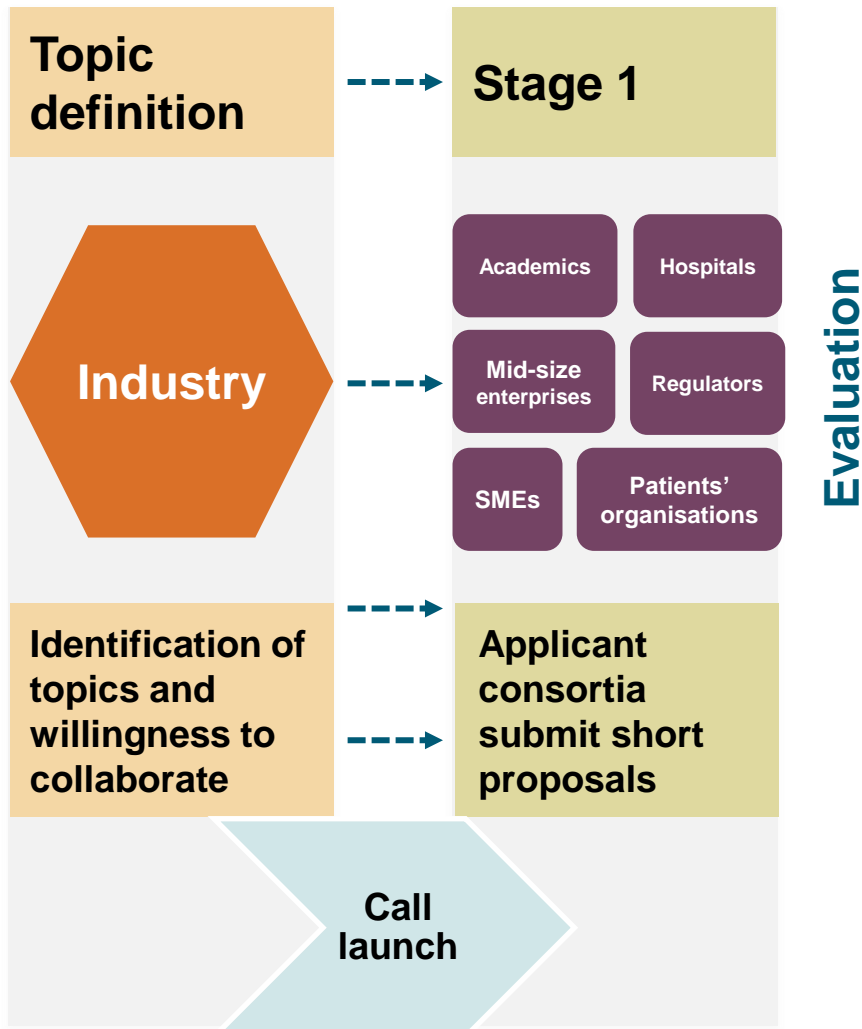 Topic
definition
Stage 1
Industry
Academics
Hospitals
Mid-size
enterprises
Regulators
SMEs
Patients’
organisations
Evaluation
Identification of
topics and
willingness to
collaborate
Applicant
consortia
submit short
proposals
Call
launch